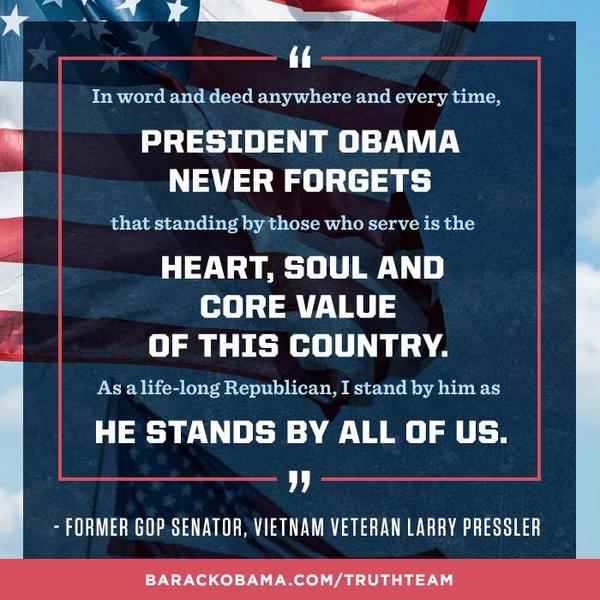 “
In word and deed anywhere and every time,
PRESIDENT OBAMA
NEVER FORGETS
that standing by those who serve is the
HEART, SOUL AND
CORE VALUE
OF THIS COUNTRY.
As a life-long Republican, I stand by him as
HE STANDS BY ALL OF US.
”
- FORMER GOP SENATOR, VIETNAM VETERAN LARRY PRESSLER
BARACKOBAMA.COM/TRUTHTEAM